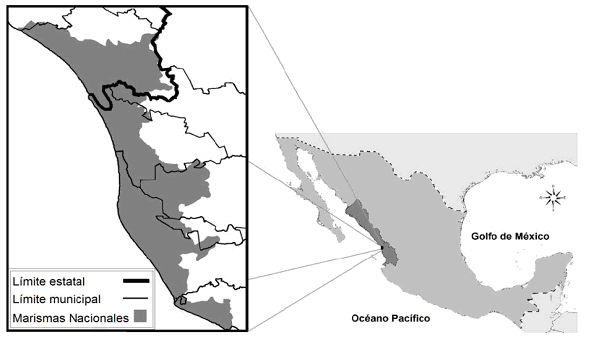 Golfo de México
Límite estatal
Límite municipal
Marismas Nacionales
Océano Pacífico